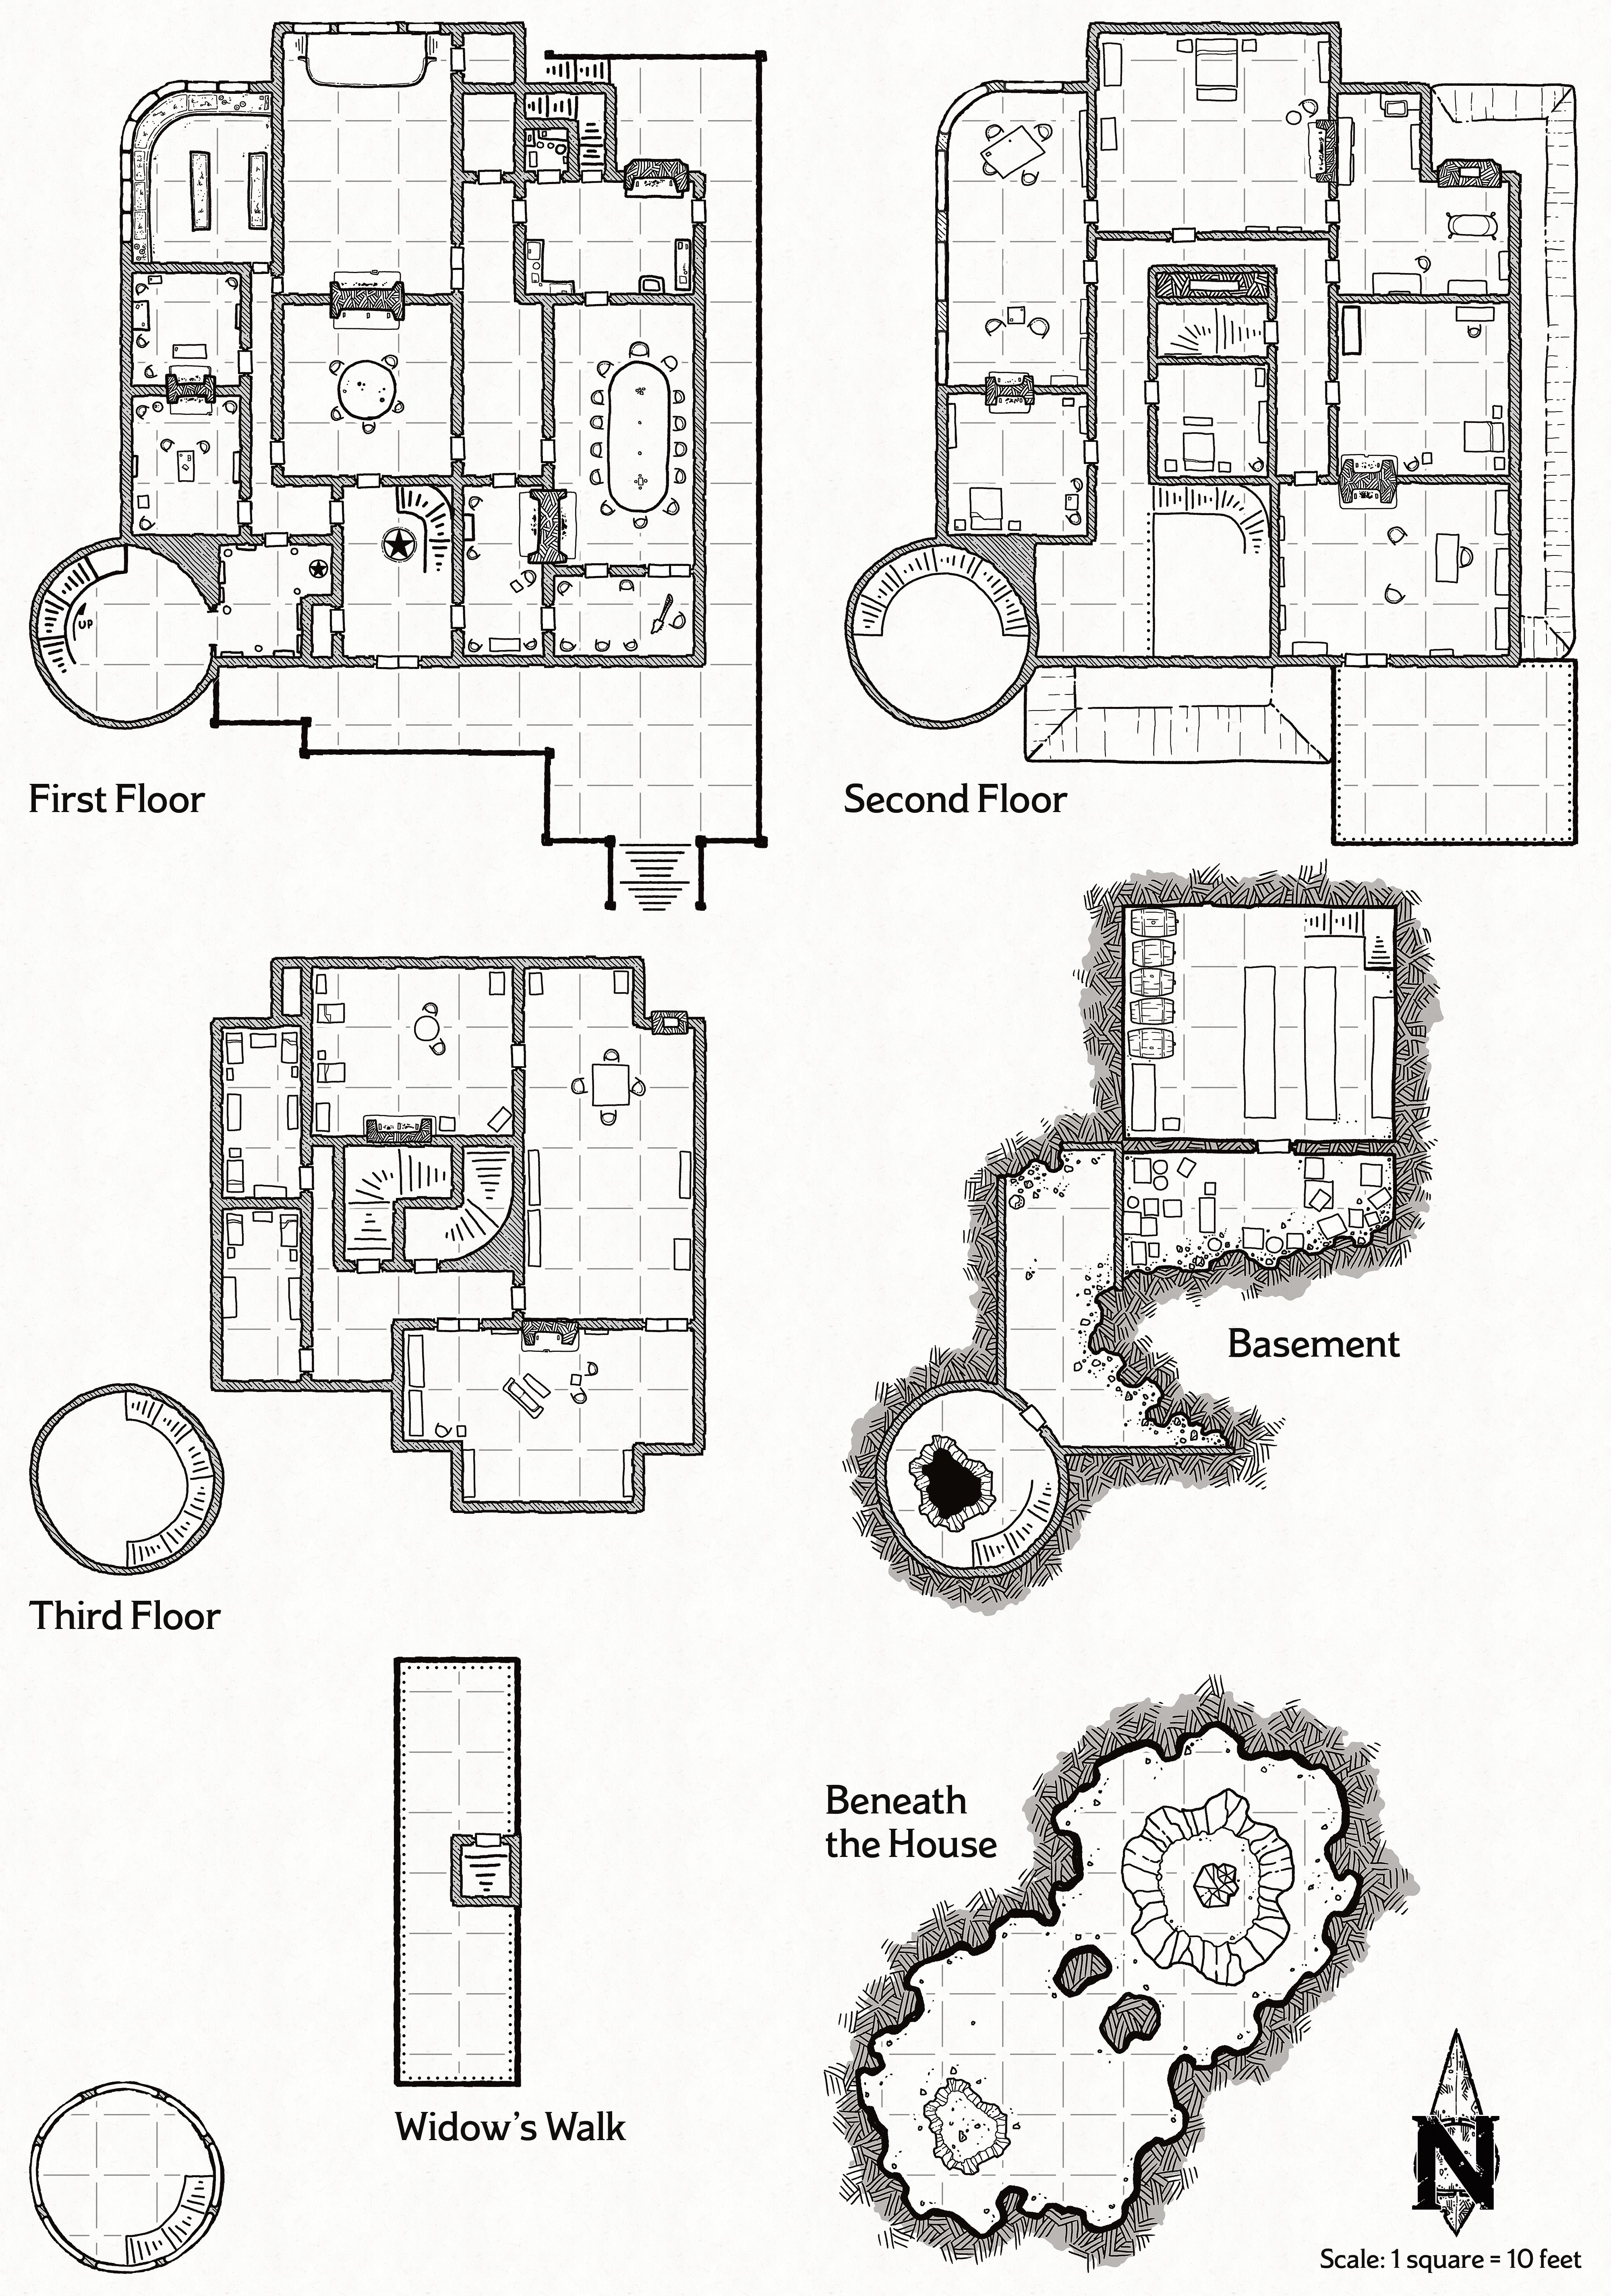 UP
First Floor
Second Floor
Basement
Third Floor
Beneath
the House
Widow's Walk
N
Scale: 1 square = 10 feet